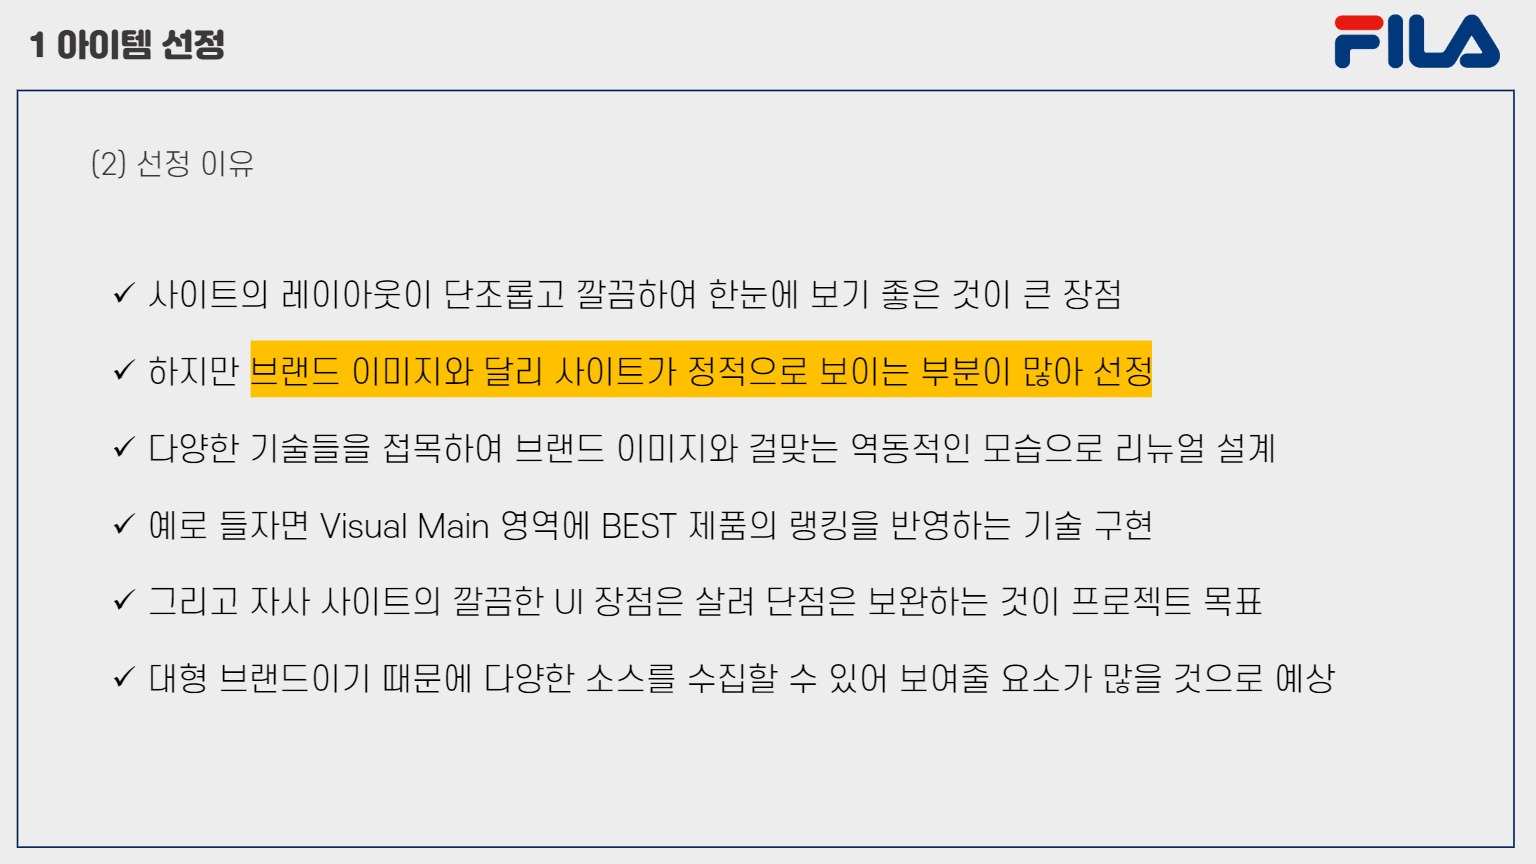 1 아이템 선정
FILA
(2) 선정 이유
✓ 사이트의 레이아웃이 단조롭고 깔끔하여 한눈에 보기 좋은 것이 큰 장점
✓ 하지만 브랜드 이미지와 달리 사이트가 정적으로 보이는 부분이 많아 선정
✓ 다양한 기술들을 접목하여 브랜드 이미지와 걸맞는 역동적인 모습으로 리뉴얼 설계
✓ 예로 들자면 Visual Main 영역에 BEST 제품의 랭킹을 반영하는 기술 구현
✓ 그리고 자사 사이트의 깔끔한 UI 장점은 살려 단점은 보완하는 것이 프로젝트 목표
✓ 대형 브랜드이기 때문에 다양한 소스를 수집할 수 있어 보여줄 요소가 많을 것으로 예상